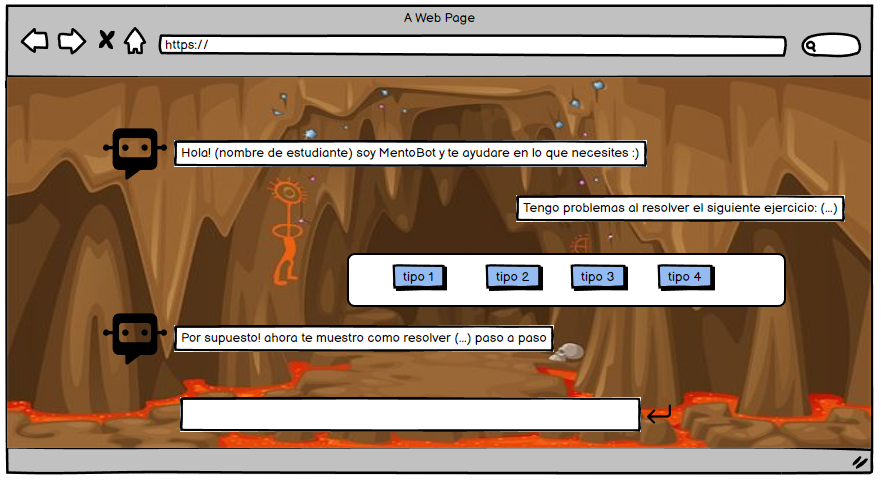 A Web Page
https://
Hola! (nombre de estudiante) soy MentoBot y te ayudare en lo que necesites :)
Tengo problemas al resolver el siguiente ejercicio: (...)
tipo 1 tipo 2 tipo 3 tipo 4
Por supuesto! ahora te muestro como resolver (...) paso a paso